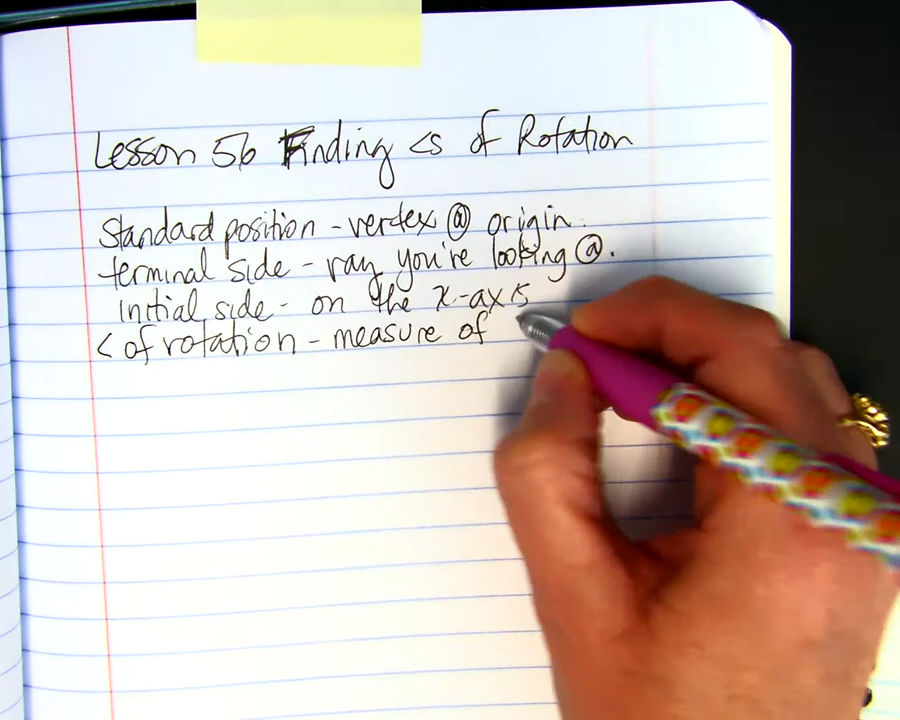 Lesson 56 Finding <s of Rotation
Standard position - vertex @ origin.
terminal side - ray you're looking @.
Initial side - on the x-axis
< of rotation - measure of